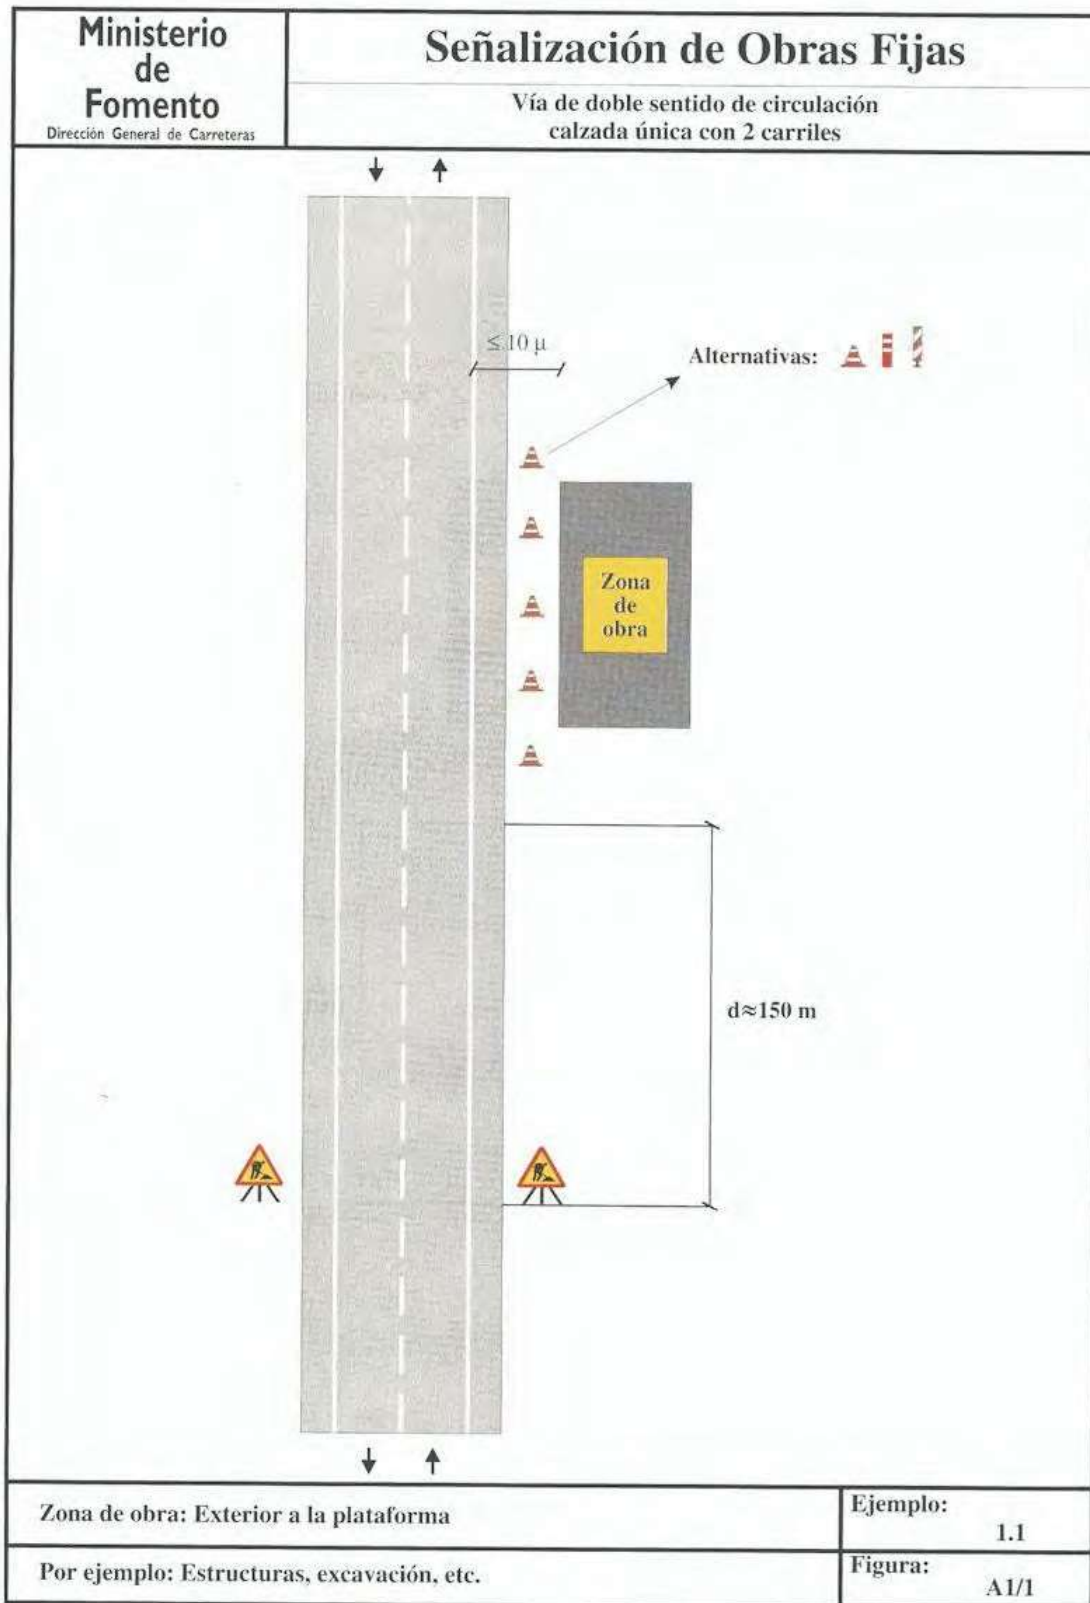 Ministerio
de
Fomento
Dirección General de Carreteras
Señalización de Obras Fijas
Vía de doble sentido de circulación
calzada única con 2 carriles
≤ 10 µ
Alternativas:
Zona
de
obra
d≈150 m
Zona de obra: Exterior a la plataforma
Ejemplo:
1.1
Por ejemplo: Estructuras, excavación, etc.
Figura:
A1/1